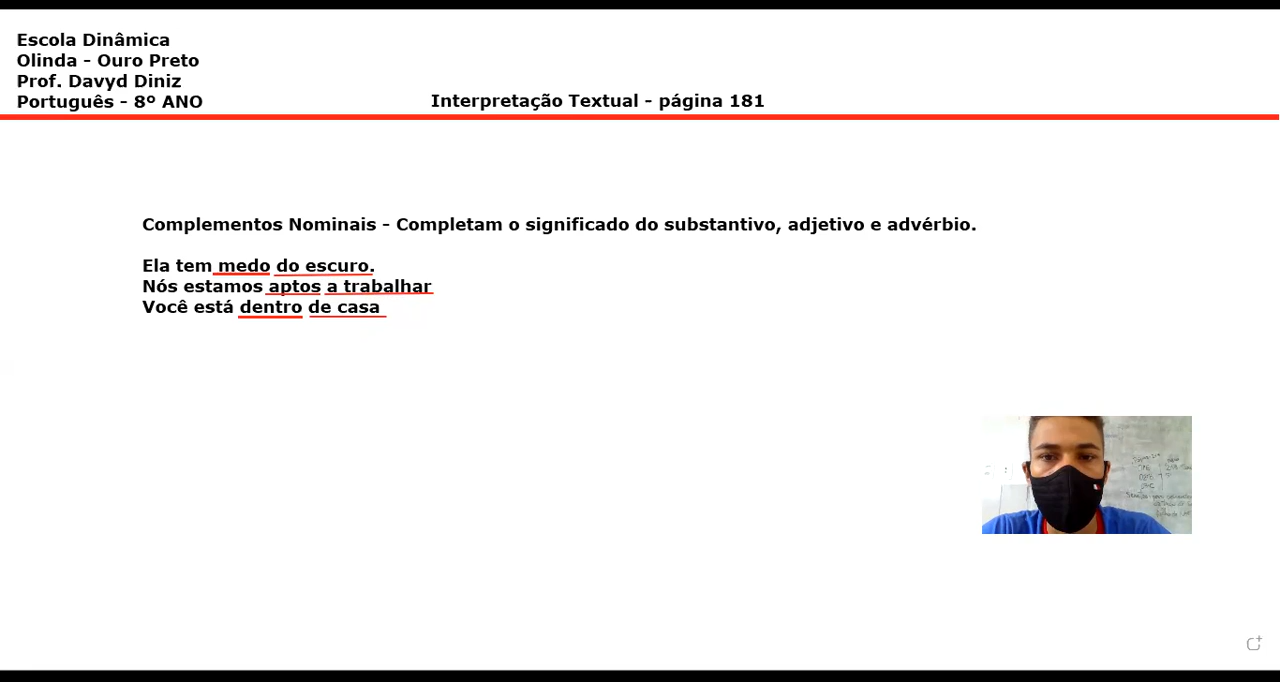 Escola Dinâmica
Olinda - Ouro Preto
Prof. Davyd Diniz
Português - 8º ANO
Interpretação Textual - página 181
Complementos Nominais - Completam o significado do substantivo, adjetivo e advérbio.
Ela tem medo do escuro.
Nós estamos aptos a trabalhar
Você está dentro de casa